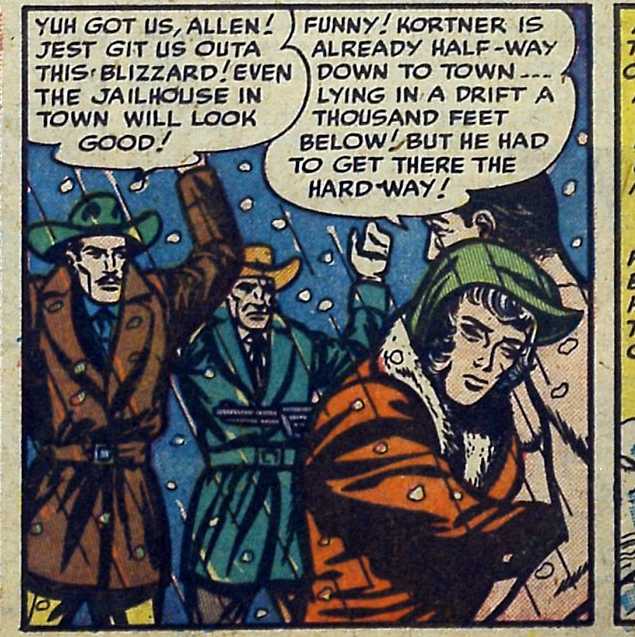 YUH GOT US, ALLEN!
JEST GIT US OUTA
THIS BLIZZARD! EVEN
THE JAILHOUSE IN
TOWN WILL LOOK
GOOD!
FUNNY! KORTNER IS
ALREADY HALF-WAY
DOWN TO TOWN---
LYING IN A DRIFT A
THOUSAND FEET
BELOW! BUT HE HAD
TO GET THERE THE
HARD-WAY!